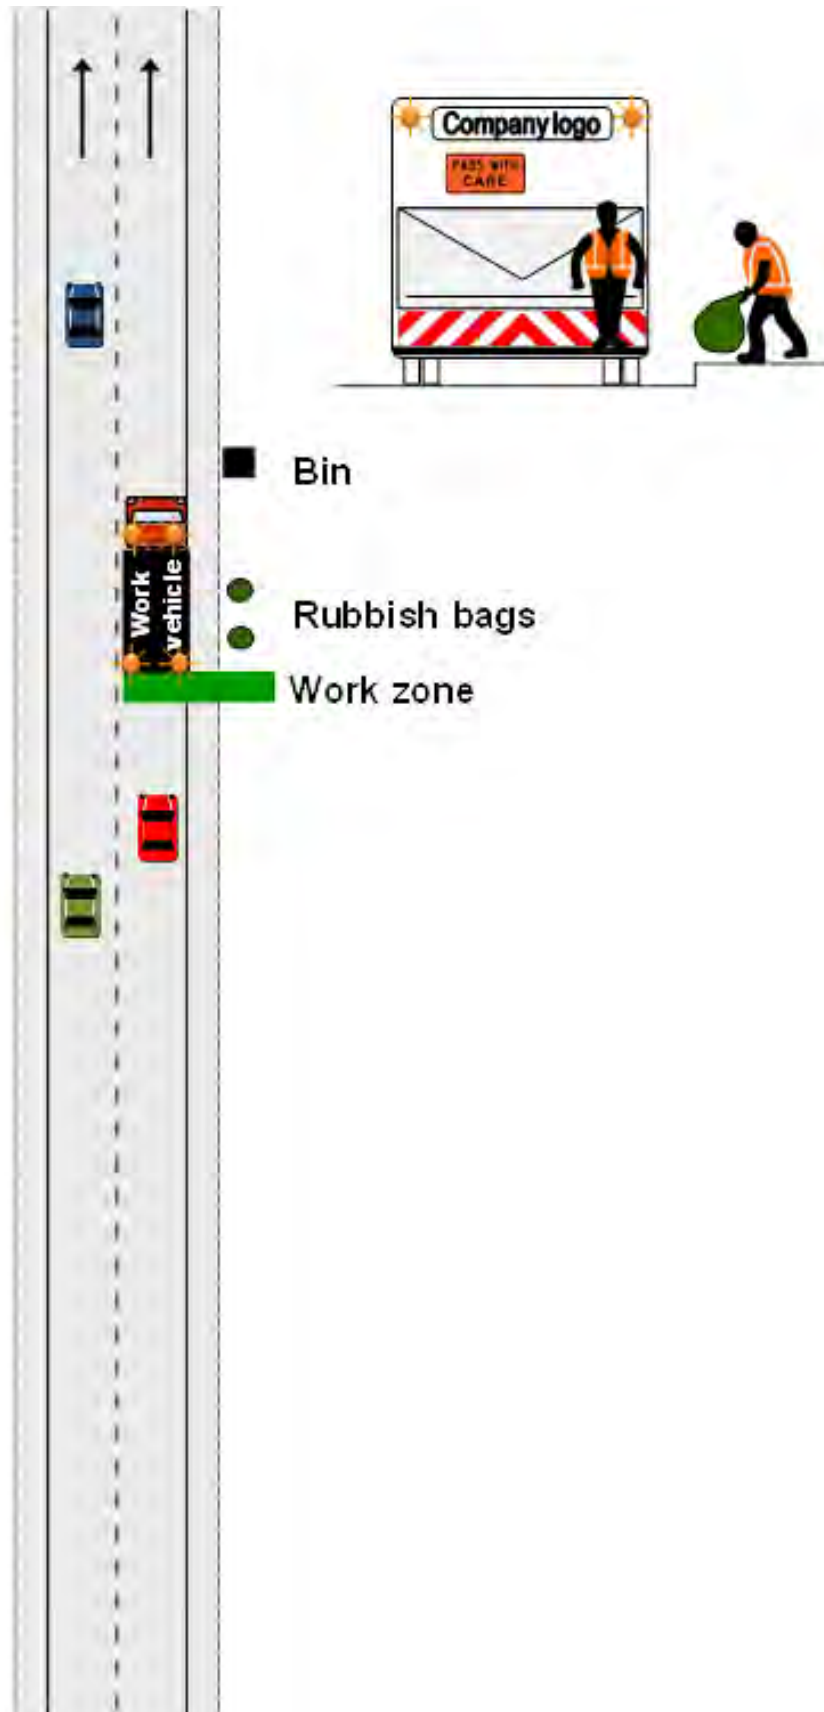 Company logo
PASS WITH
CARE
Bin
Work
vehicle
Rubbish bags
Work zone